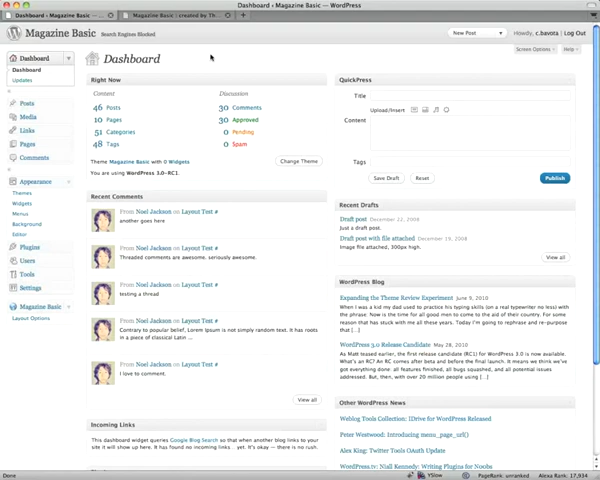 Dashboard ‹ Magazine Basic — WordPress
Dashboard ‹ Magazine Basic › W...
Magazine Basic : created by Th...
Magazine Basic
Search Engines Blocked
New Post
Howdy, c.bavota | Log Out
Screen Options
Help
Dashboard
Dashboard
Updates
Posts
Media
Links
Pages
Comments
Appearance
Themes
Widgets
Menus
Background
Editor
Plugins
Users
Tools
Settings
Magazine Basic
Layout Options
Dashboard
Right Now
Content
Discussion
46 Posts
30 Comments
10 Pages
30 Approved
51 Categories
0 Pending
48 Tags
0 Spam
Theme Magazine Basic with 0 Widgets
Change Theme
You are using WordPress 3.0-RC1.
Recent Comments
From Noel Jackson on Layout Test #
another goes here
From Noel Jackson on Layout Test #
Threaded comments are awesome, seriously awesome.
From Noel Jackson on Layout Test #
testing a thread
From Noel Jackson on Layout Test #
Contrary to popular belief, Lorem Ipsum is not simply random text. It has roots
in a piece of classical Latin ...
From Noel Jackson on Layout Test #
I love to comment.
View all
Incoming Links
This dashboard widget queries Google Blog Search so that when another blog links to your
site it will show up here. It has found no incoming links... yet. It's okay — there is no rush.
QuickPress
Title
Upload/Insert
Content
Tags
Save Draft
Reset
Publish
Recent Drafts
Draft post December 22, 2008
Just a draft post.
Draft post with file attached December 19, 2008
Image file attached, 300px high.
View all
WordPress Blog
Expanding the Theme Review Experiment June 9, 2010
When I was a kid my dad used to practice his typing skills (on a real typewriter no less) with
the phrase: Now is the time for all good men to come to the aid of their country. For some
reason that has stuck with me all these years. Today I'm going to rephrase and re-purpose
that [...]
WordPress 3.0 Release Candidate May 28, 2010
As Matt teased earlier, the first release candidate (RC1) for WordPress 3.0 is now available.
What's an RC? An RC comes after beta and before the final launch. It means we think we've
got everything done: all features finished, all bugs squashed, and all potential issues
addressed. But, then, with over 20 million people using [...]
Other WordPress News
Weblog Tools Collection: IDrive for WordPress Released
Peter Westwood: Introducing menu_page_url()
Alex King: Twitter Tools OAuth Update
WordPress.tv: Niall Kennedy: Writing Plugins for Noobs
Done
YSlow
PageRank: unranked
Alexa Rank: 17,934